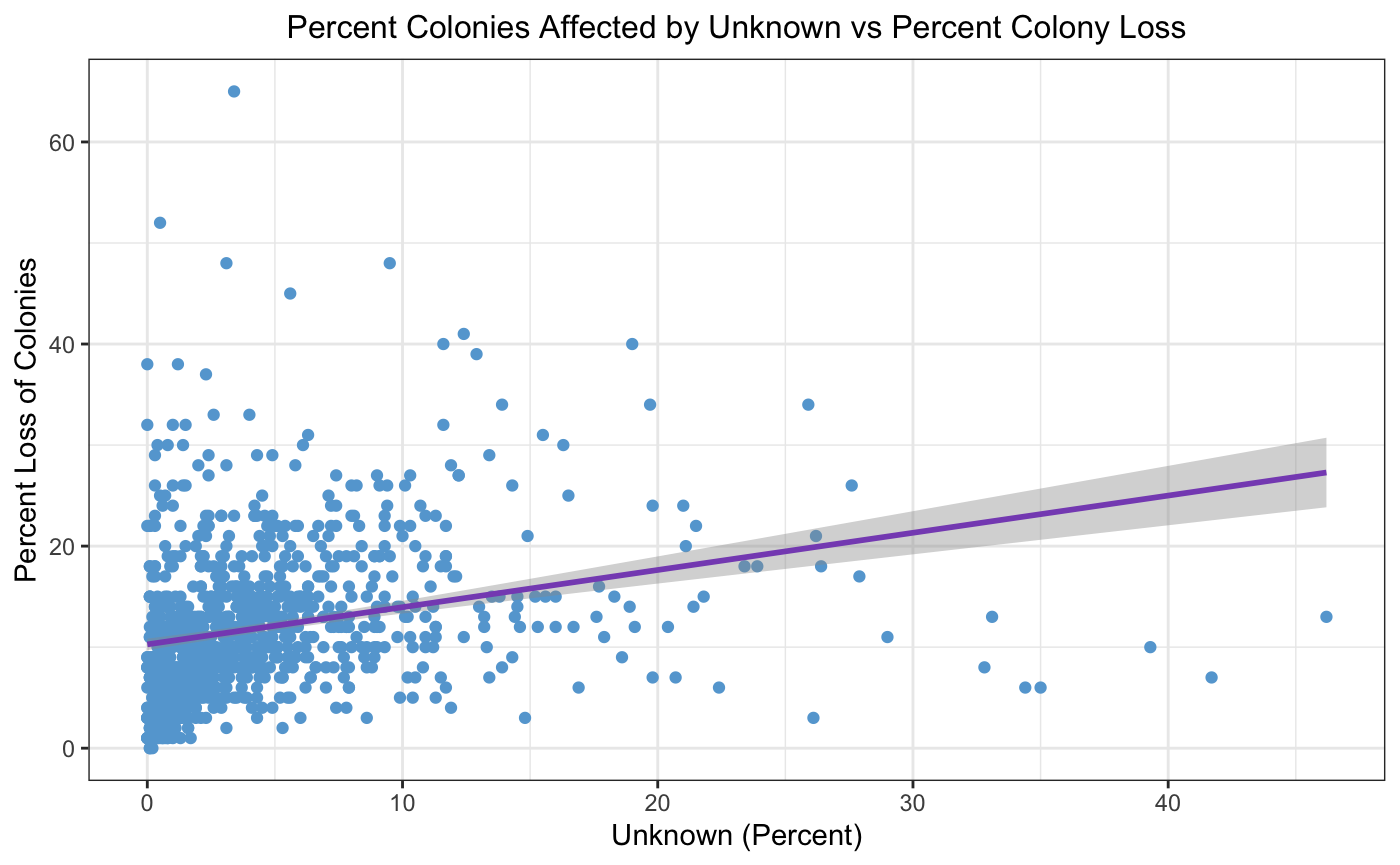 Percent Colonies Affected by Unknown vs Percent Colony Loss
Percent Loss of Colonies
60
40
20
0
0 10 20 30 40
Unknown (Percent)